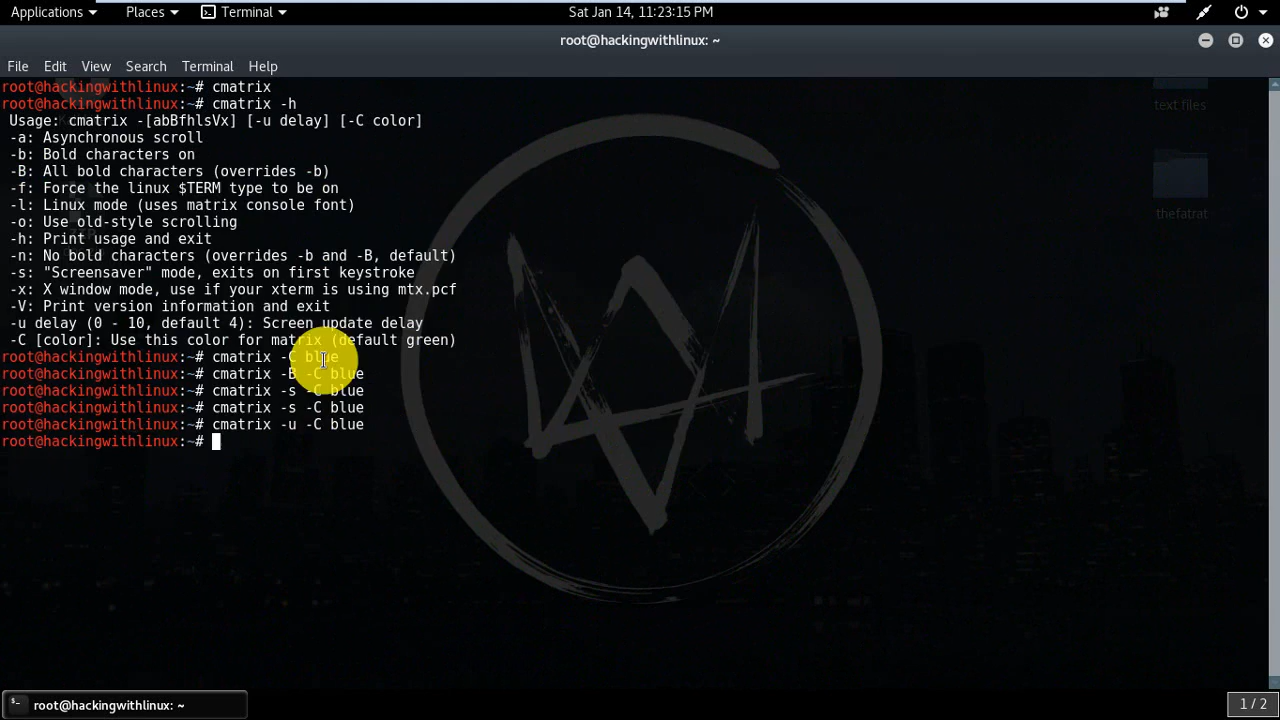 Applications Places Terminal Sat Jan 14, 11:23:15 PM
root@hackingwithlinux: ~
File Edit View Search Terminal Help
root@hackingwithlinux:~# cmatrix
root@hackingwithlinux:~# cmatrix -h
Usage: cmatrix -[abBfhlsVx] [-u delay] [-C color]
-a: Asynchronous scroll
-b: Bold characters on
-B: All bold characters (overrides -b)
-f: Force the linux $TERM type to be on
-l: Linux mode (uses matrix console font)
-o: Use old-style scrolling
-h: Print usage and exit
-n: No bold characters (overrides -b and -B, default)
-s: "Screensaver" mode, exits on first keystroke
-x: X window mode, use if your xterm is using mtx.pcf
-V: Print version information and exit
-u delay (0 - 10, default 4): Screen update delay
-C [color]: Use this color for matrix (default green)
root@hackingwithlinux:~# cmatrix -C blue
root@hackingwithlinux:~# cmatrix -B -C blue
root@hackingwithlinux:~# cmatrix -s -C blue
root@hackingwithlinux:~# cmatrix -s -C blue
root@hackingwithlinux:~# cmatrix -u -C blue
root@hackingwithlinux:~#
text files
thefatrat
root@hackingwithlinux: ~
1 / 2